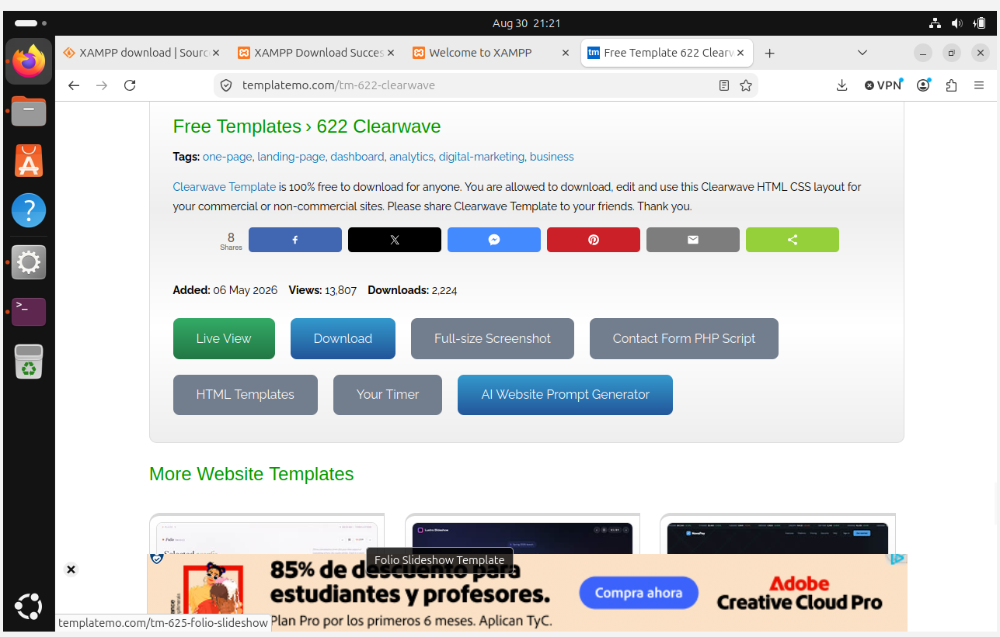 Aug 30 21:21
XAMPP download | Sourc
XAMPP Download Succes
Welcome to XAMPP
tm Free Template 622 Clearw
templatemo.com/tm-622-clearwave
VPN
Free Templates › 622 Clearwave
Tags: one-page, landing-page, dashboard, analytics, digital-marketing, business
Clearwave Template is 100% free to download for anyone. You are allowed to download, edit and use this Clearwave HTML CSS layout for
your commercial or non-commercial sites. Please share Clearwave Template to your friends. Thank you.
8
Shares
Added: 06 May 2026 Views: 13,807 Downloads: 2,224
Live View
Download
Full-size Screenshot
Contact Form PHP Script
HTML Templates
Your Timer
AI Website Prompt Generator
More Website Templates
Folio
Lustro Slideshow
NovaPay
Selected
Folio Slideshow Template
85% de descuento para
estudiantes y profesores.
Plan Pro por los primeros 6 meses. Aplican TyC.
Compra ahora
Adobe
Creative Cloud Pro
templatemo.com/tm-625-folio-slideshow